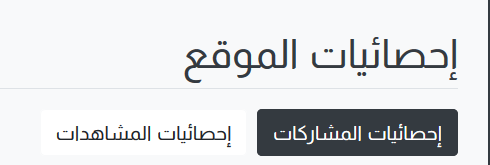 إحصائيات الموقع
إحصائيات المشاركات
إحصائيات المشاهدات